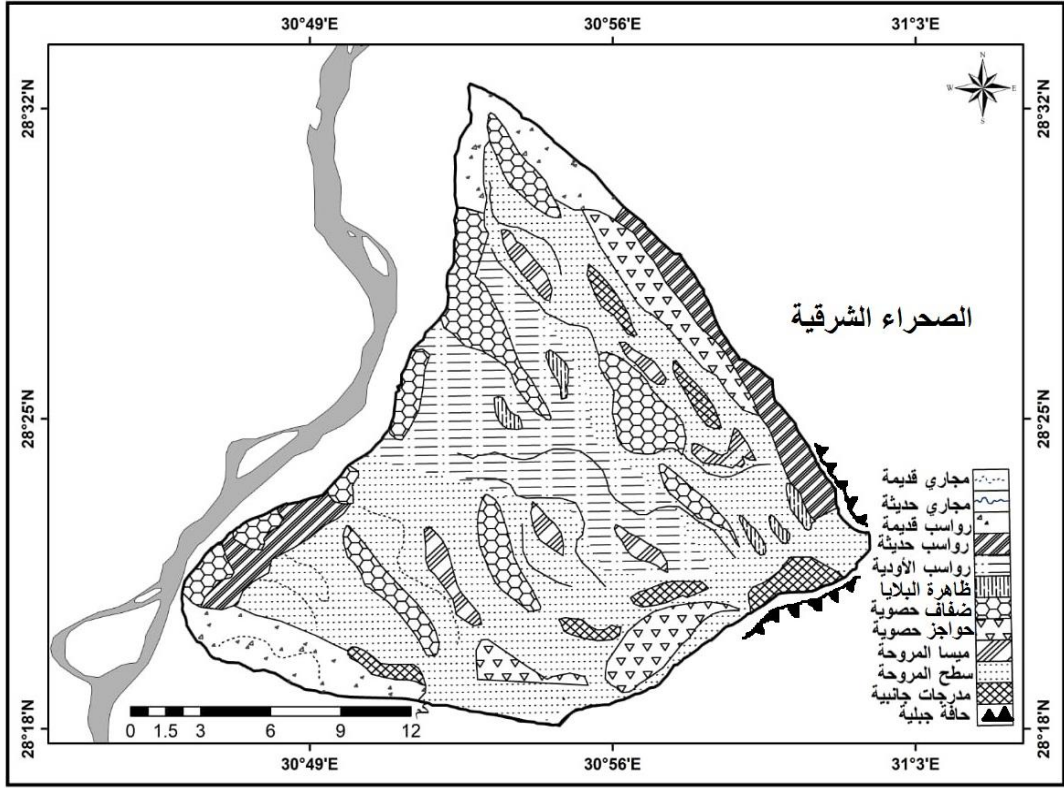 30°49'E 30°56'E 31°3'E
N
W E
S
28°32'N 28°32'N
الصحراء الشرقية
28°25'N 28°25'N
مجاري قديمة
مجاري حديثة
رواسب قديمة
رواسب حديثة
رواسب الأودية
ظاهرة البلايا
ضفاف حصوية
حواجز حصوية
ميسا المروحة
سطح المروحة
مدرجات جانبية
حافة جبلية
28°18'N 28°18'N
0 1.5 3 6 9 12
30°49'E 30°56'E 31°3'E